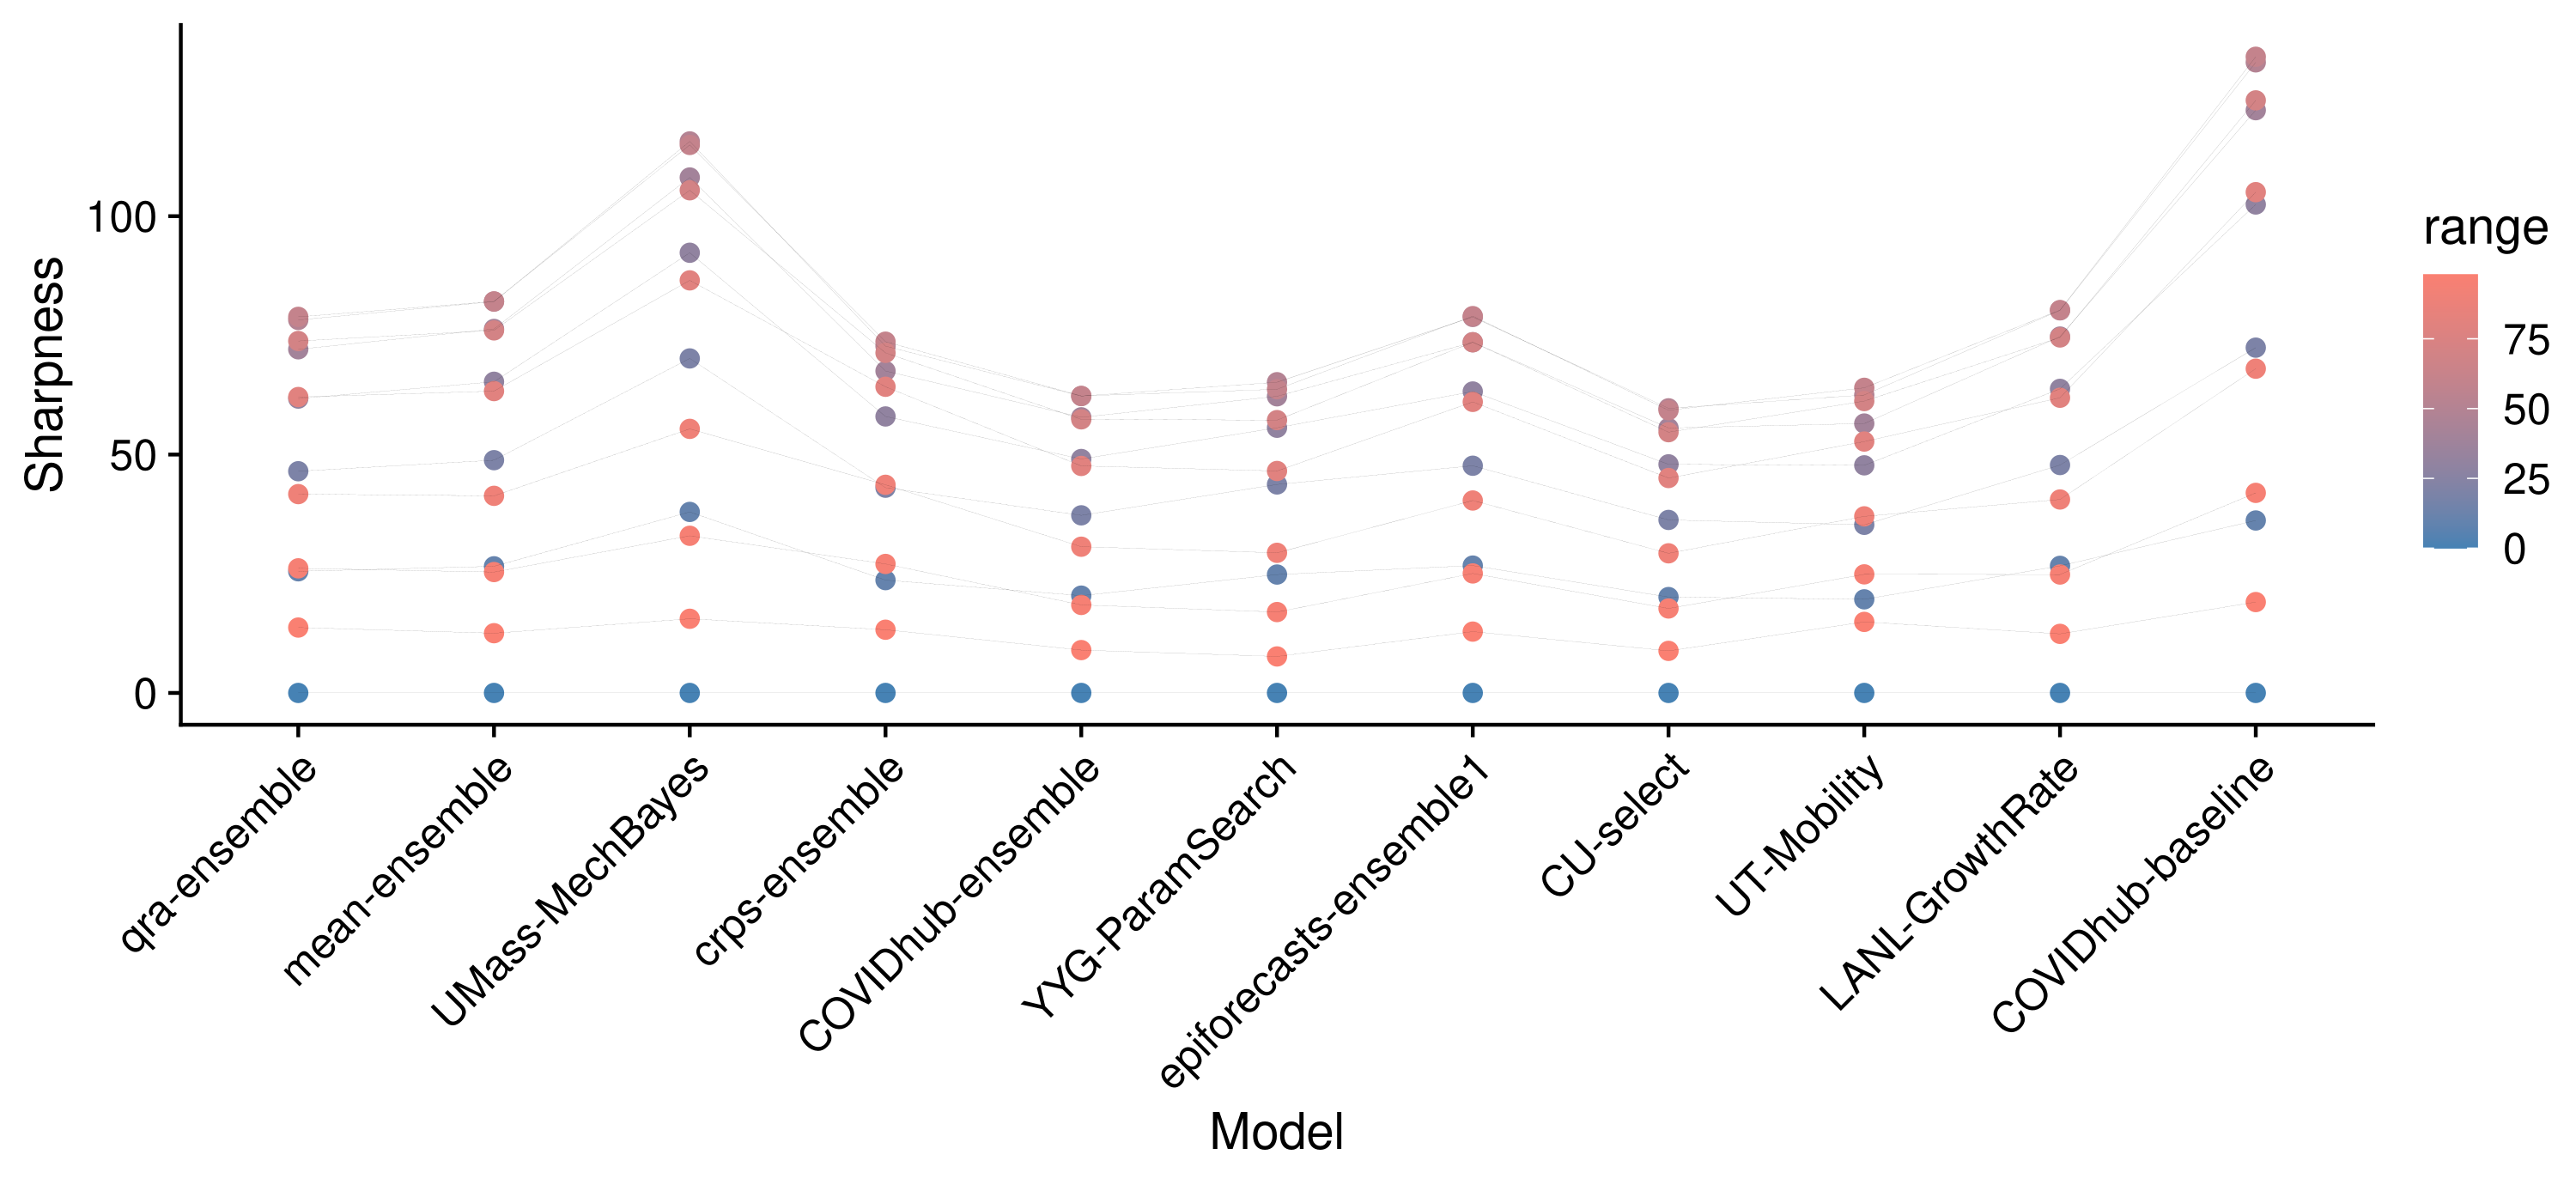 Sharpness
100
50
0
qra-ensemble
mean-ensemble
UMass-MechBayes
crps-ensemble
COVIDhub-ensemble
YYG-ParamSearch
epiforecasts-ensemble1
CU-select
UT-Mobility
LANL-GrowthRate
COVIDhub-baseline
Model
range
75
50
25
0